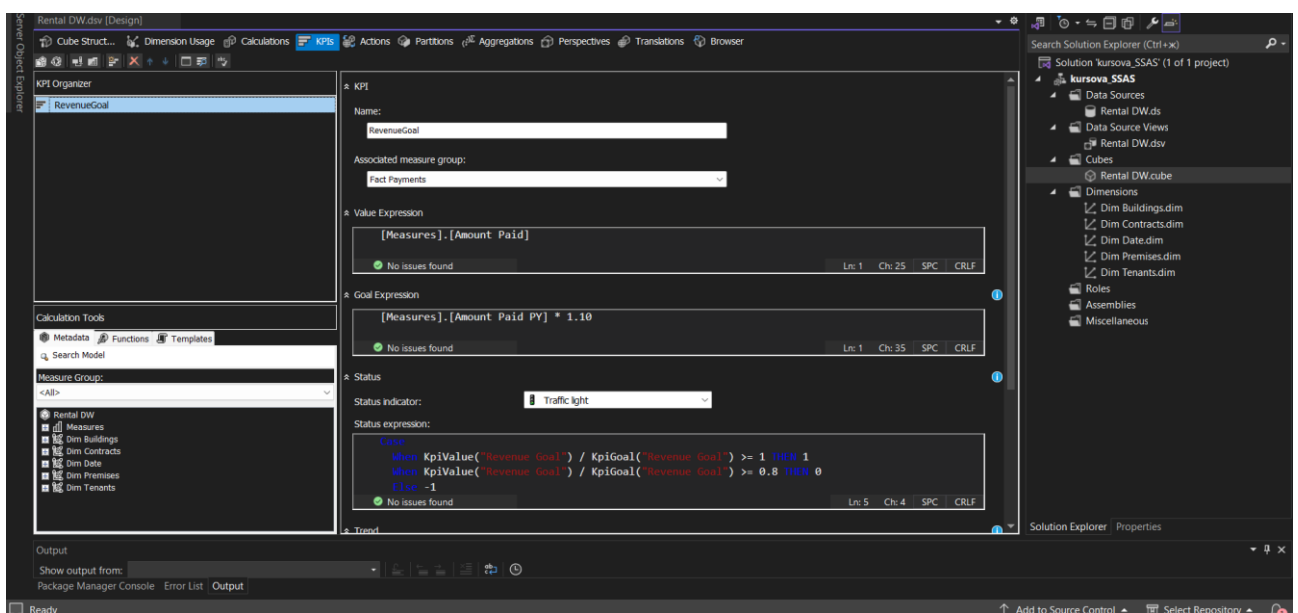 Server Object Explorer
Rental DW.dsv [Design]
Cube Struct... Dimension Usage Calculations KPIs Actions Partitions Aggregations Perspectives Translations Browser
KPI Organizer
RevenueGoal
KPI
Name:
RevenueGoal
Associated measure group:
Fact Payments
Value Expression
[Measures].[Amount Paid]
No issues found Ln: 1 Ch: 25 SPC CRLF
Goal Expression
[Measures].[Amount Paid PY] * 1.10
No issues found Ln: 1 Ch: 35 SPC CRLF
Status
Status indicator: Traffic light
Status expression:
Case
When KpiValue("Revenue Goal") / KpiGoal("Revenue Goal") >= 1 THEN 1
When KpiValue("Revenue Goal") / KpiGoal("Revenue Goal") >= 0.8 THEN 0
Else -1
No issues found Ln: 5 Ch: 4 SPC CRLF
Trend
Calculation Tools
Metadata Functions Templates
Search Model
Measure Group:
<All>
Rental DW
Measures
Dim Buildings
Dim Contracts
Dim Date
Dim Premises
Dim Tenants
Search Solution Explorer (Ctrl+ж)
Solution 'kursova_SSAS' (1 of 1 project)
kursova_SSAS
Data Sources
Rental DW.ds
Data Source Views
Rental DW.dsv
Cubes
Rental DW.cube
Dimensions
Dim Buildings.dim
Dim Contracts.dim
Dim Date.dim
Dim Premises.dim
Dim Tenants.dim
Roles
Assemblies
Miscellaneous
Solution Explorer Properties
Output
Show output from:
Package Manager Console Error List Output
Ready Add to Source Control Select Repository